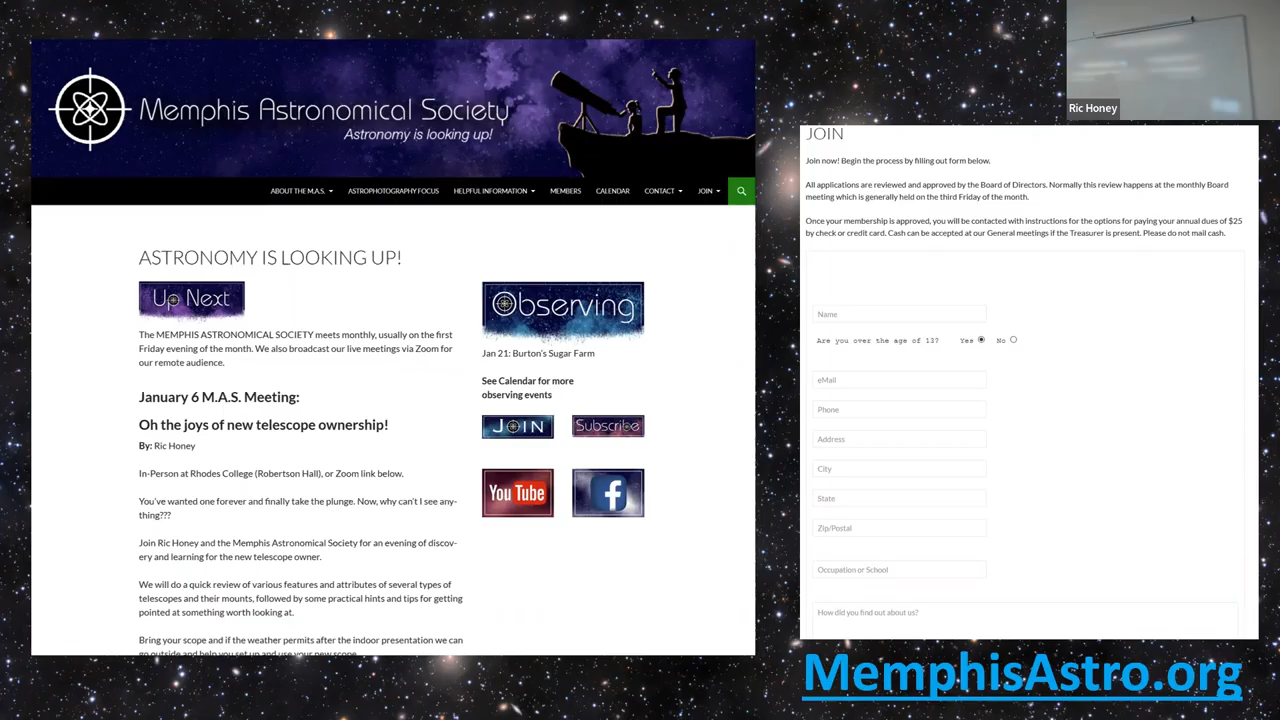 Memphis Astronomical Society
Astronomy is looking up!
ABOUT THE M.A.S.
ASTROPHOTOGRAPHY FOCUS
HELPFUL INFORMATION
MEMBERS
CALENDAR
CONTACT
JOIN
ASTRONOMY IS LOOKING UP!
Up Next
The MEMPHIS ASTRONOMICAL SOCIETY meets monthly, usually on the first
Friday evening of the month. We also broadcast our live meetings via Zoom for
our remote audience.
January 6 M.A.S. Meeting:
Oh the joys of new telescope ownership!
By: Ric Honey
In-Person at Rhodes College (Robertson Hall), or Zoom link below.
You've wanted one forever and finally take the plunge. Now, why can't I see any-
thing???
Join Ric Honey and the Memphis Astronomical Society for an evening of discov-
ery and learning for the new telescope owner.
We will do a quick review of various features and attributes of several types of
telescopes and their mounts, followed by some practical hints and tips for getting
pointed at something worth looking at.
Bring your scope and if the weather permits after the indoor presentation we can
go outside and help you set up and use your new scope.
Observing
Jan 21: Burton's Sugar Farm
See Calendar for more
observing events
JOIN
Subscribe
YouTube
f
Ric Honey
JOIN
Join now! Begin the process by filling out form below.
All applications are reviewed and approved by the Board of Directors. Normally this review happens at the monthly Board
meeting which is generally held on the third Friday of the month.
Once your membership is approved, you will be contacted with instructions for the options for paying your annual dues of $25
by check or credit card. Cash can be accepted at our General meetings if the Treasurer is present. Please do not mail cash.
Name
Are you over the age of 13? Yes No
eMail
Phone
Address
City
State
Zip/Postal
Occupation or School
How did you find out about us?
MemphisAstro.org